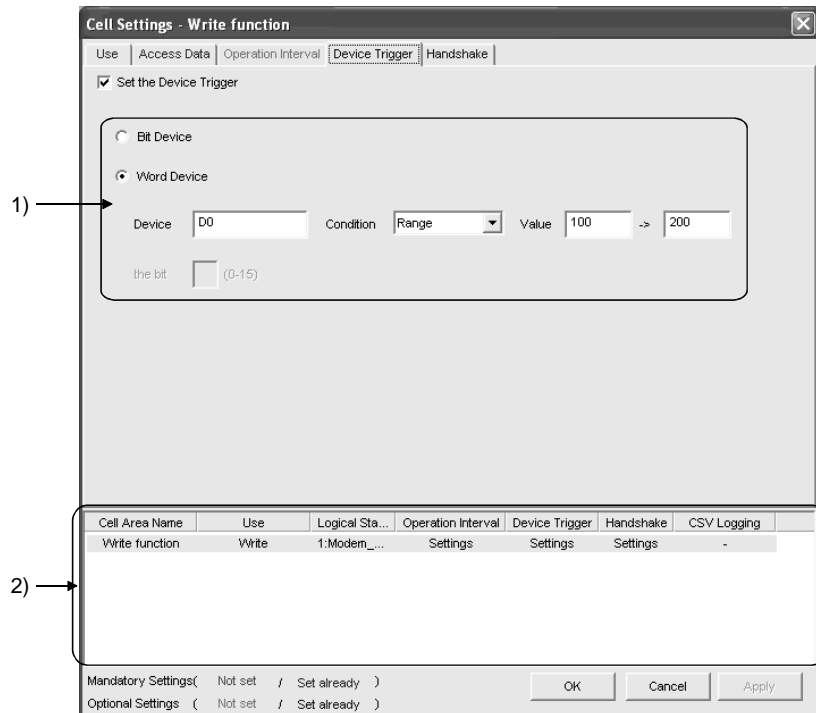 Cell Settings - Write function
Use Access Data Operation Interval Device Trigger Handshake
Set the Device Trigger
Bit Device
Word Device
1)
Device D0 Condition Range Value 100 -> 200
the bit (0-15)
Cell Area Name Use Logical Sta... Operation Interval Device Trigger Handshake CSV Logging
Write function Write 1:Modem_... Settings Settings Settings -
2)
Mandatory Settings( Not set / Set already )
OK Cancel Apply
Optional Settings ( Not set / Set already )